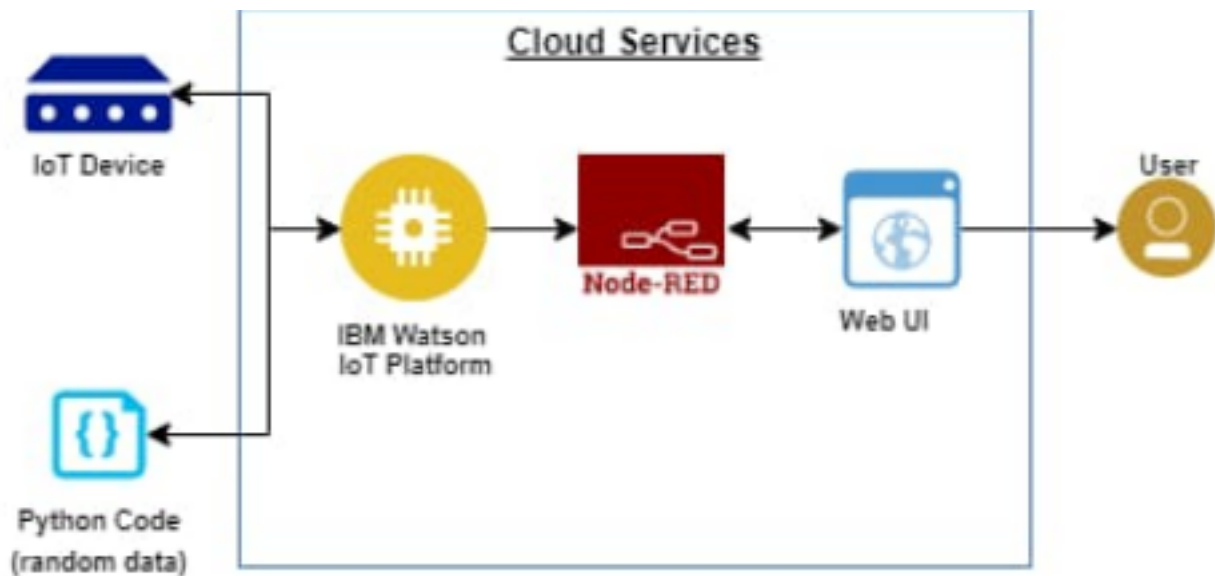 Cloud Services
IoT Device
User
Node-RED
Web UI
IBM Watson
IoT Platform
{}
Python Code
(random data)